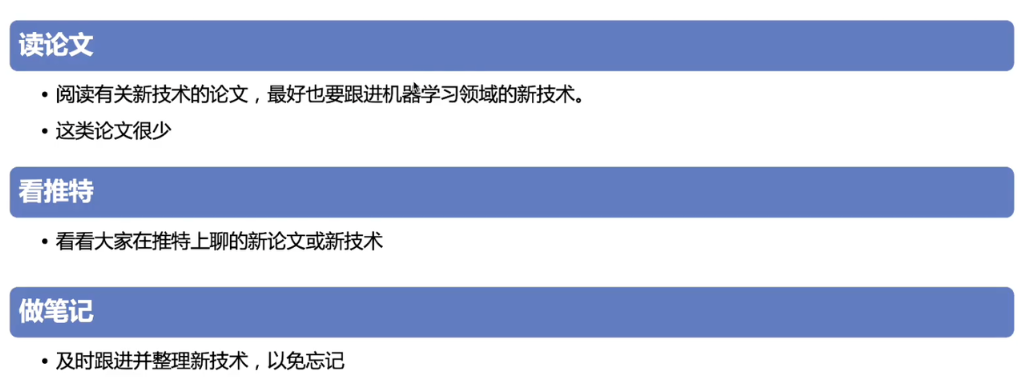 读论文
• 阅读有关新技术的论文，最好也要跟进机器学习领域的新技术。
• 这类论文很少
看推特
• 看看大家在推特上聊的新论文或新技术
做笔记
• 及时跟进并整理新技术，以免忘记